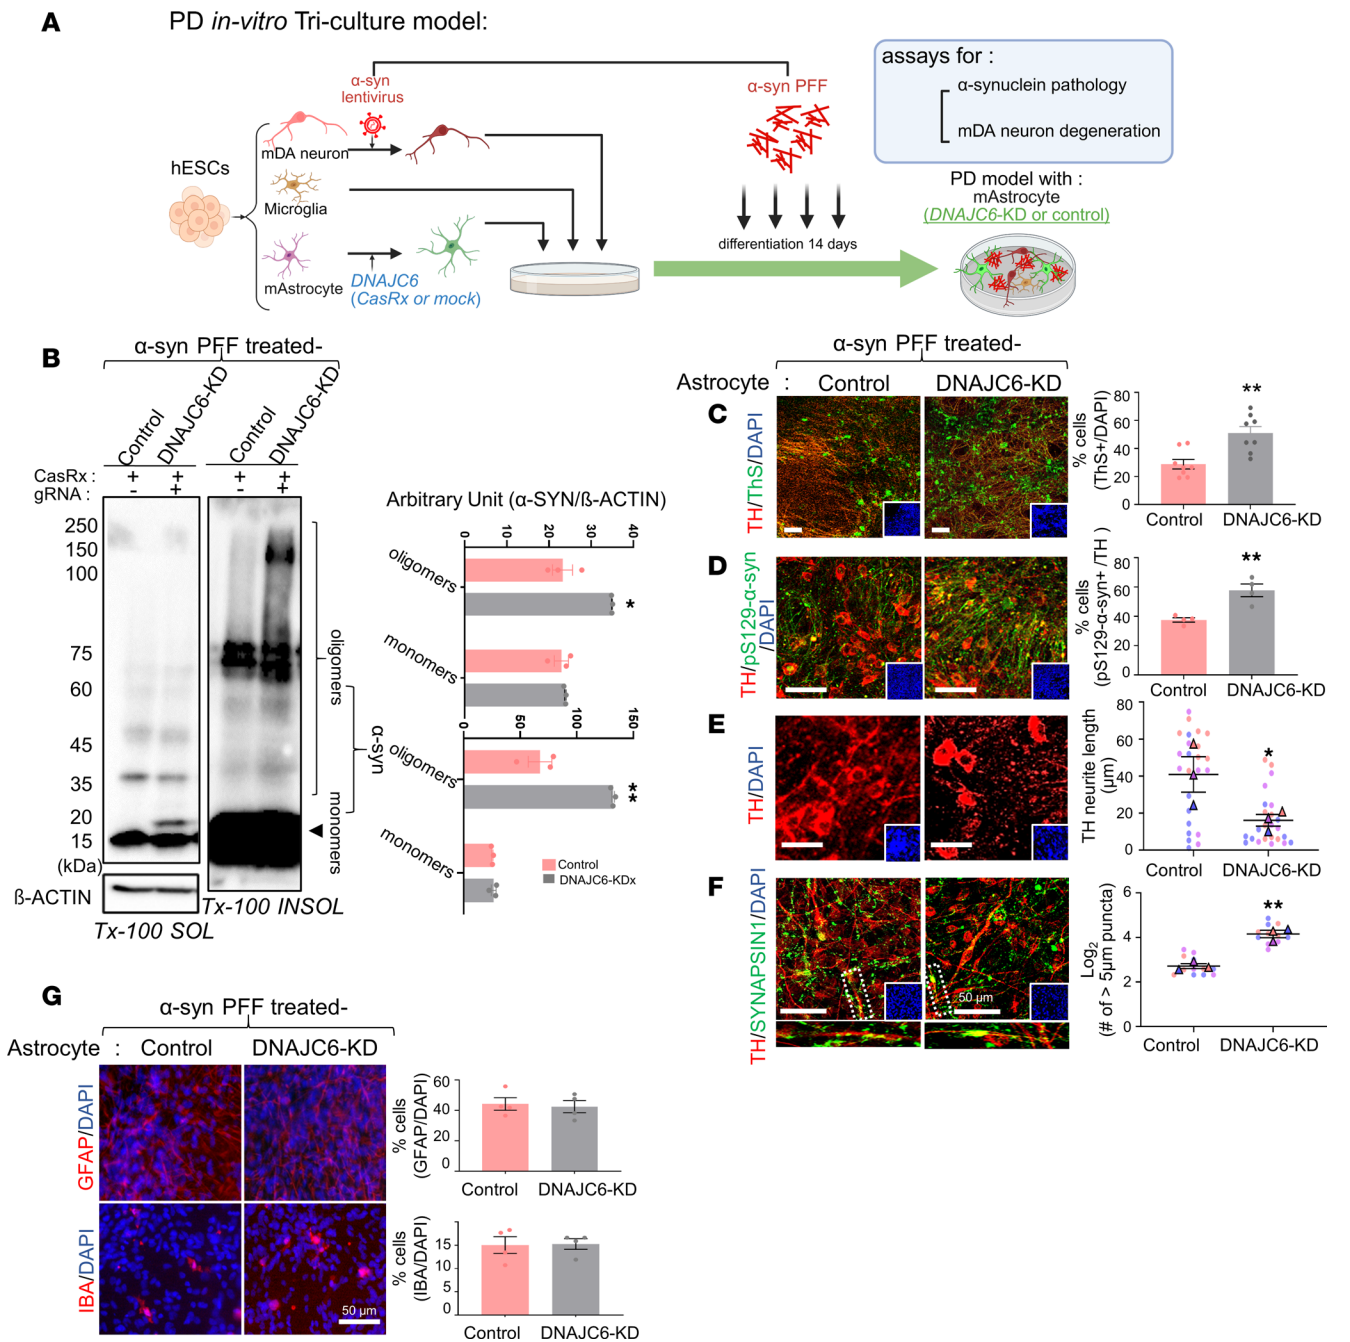 A
PD in-vitro Tri-culture model:
α-syn
lentivirus
hESCs
mDA neuron
Microglia
mAstrocyte
DNAJC6
(CasRx or mock)
α-syn PFF
differentiation 14 days
assays for :
α-synuclein pathology
mDA neuron degeneration
PD model with :
mAstrocyte
(DNAJC6-KD or control)
B
α-syn PFF treated-
Control
DNAJC6-KD
Control
DNAJC6-KD
CasRx : + + + +
gRNA : - + - +
250
150
100
75
60
45
35
20
15
(kDa)
oligomers
α-syn
monomers
ß-ACTIN
Tx-100 SOL
Tx-100 INSOL
Arbitrary Unit (α-SYN/ß-ACTIN)
0 10 20 30 40
oligomers
*
monomers
0 50 100 150
oligomers
**
monomers
Control
DNAJC6-KDx
α-syn PFF treated-
Astrocyte : Control DNAJC6-KD
C
TH/ThS/DAPI
% cells
(ThS+/DAPI)
80
60
40
20
0
**
Control DNAJC6-KD
D
TH/pS129-α-syn
/DAPI
% cells
(pS129-α-syn+ /TH)
80
60
40
20
0
**
Control DNAJC6-KD
E
TH/DAPI
TH neurite length
(μm)
80
60
40
20
0
*
Control DNAJC6-KD
F
TH/SYNAPSIN1/DAPI
50 μm
Log2
(# of > 5μm puncta)
6
4
2
0
**
Control DNAJC6-KD
G
α-syn PFF treated-
Astrocyte : Control DNAJC6-KD
GFAP/DAPI
% cells
(GFAP/DAPI)
60
40
20
0
Control DNAJC6-KD
IBA/DAPI
50 μm
% cells
(IBA/DAPI)
15
10
5
0
Control DNAJC6-KD